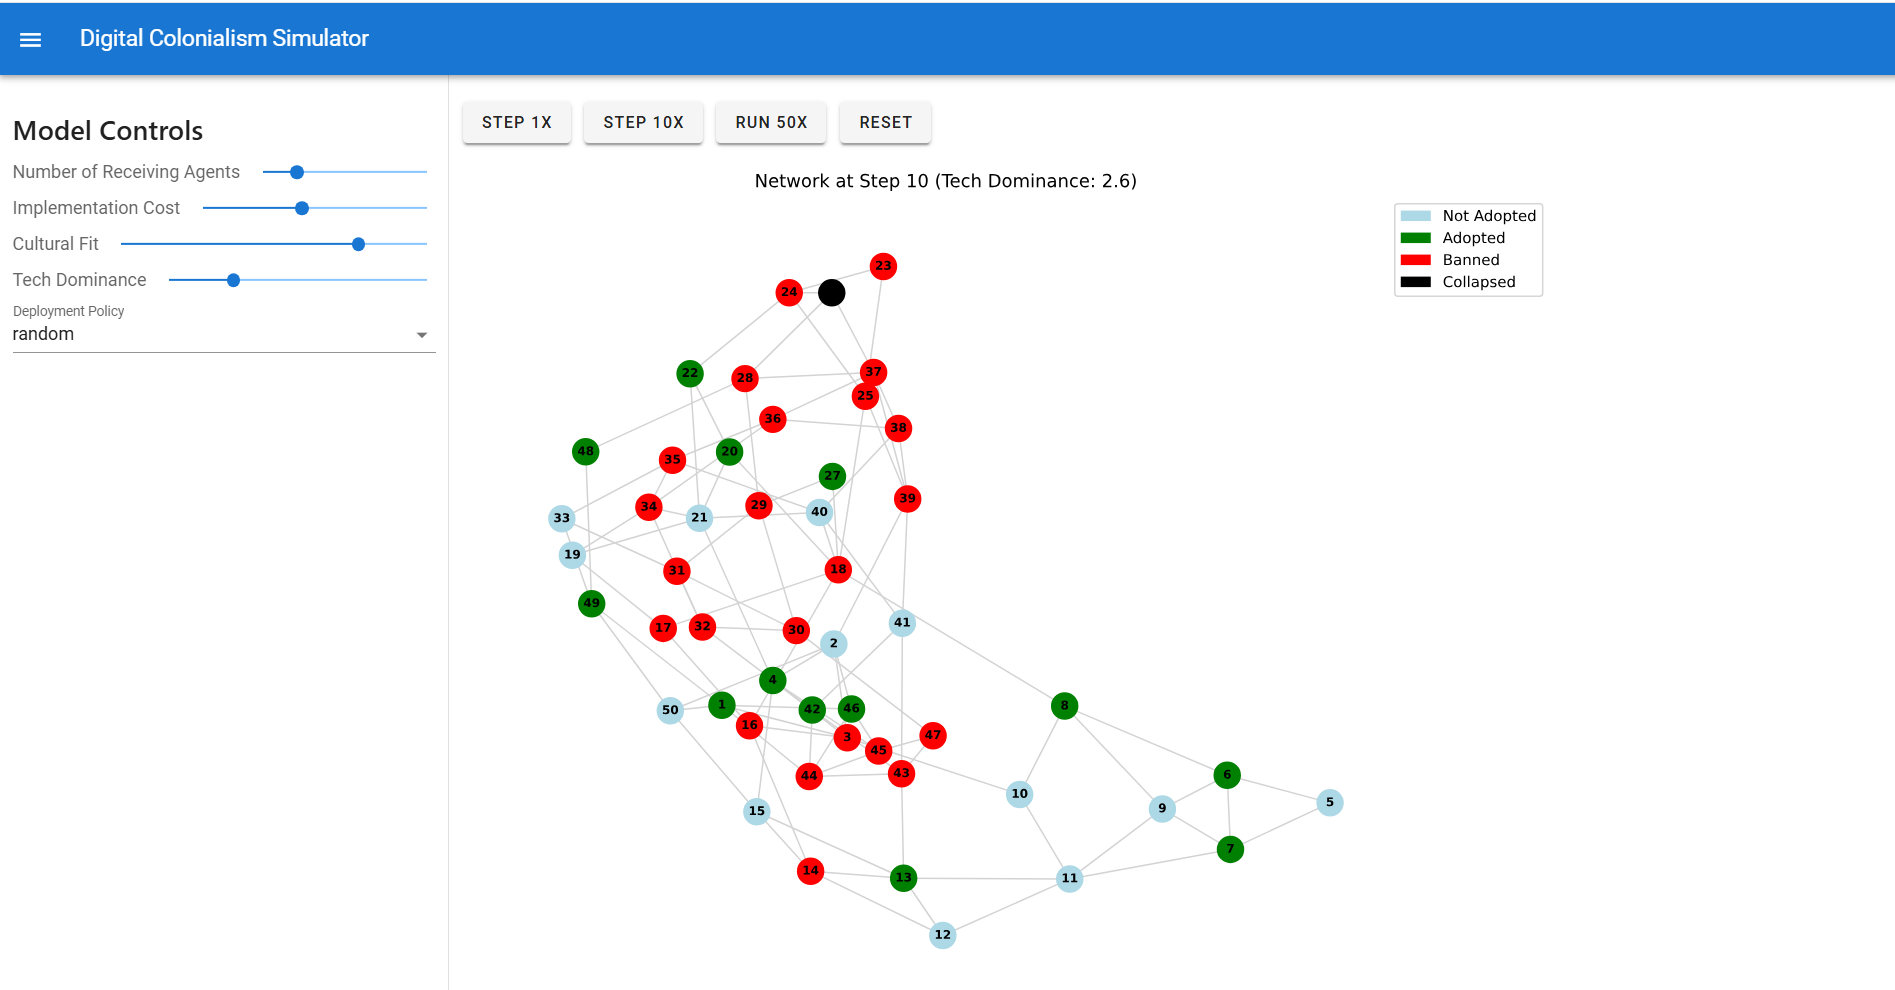 Digital Colonialism Simulator
Model Controls
Number of Receiving Agents
Implementation Cost
Cultural Fit
Tech Dominance
Deployment Policy
random
STEP 1X
STEP 10X
RUN 50X
RESET
Network at Step 10 (Tech Dominance: 2.6)
Not Adopted
Adopted
Banned
Collapsed
23
24
22
28
37
25
36
38
48
20
35
27
39
34
29
40
33
21
19
31
18
49
17
32
30
41
2
4
50
1
42
46
8
16
3
47
45
44
43
6
10
5
9
15
7
14
13
11
12